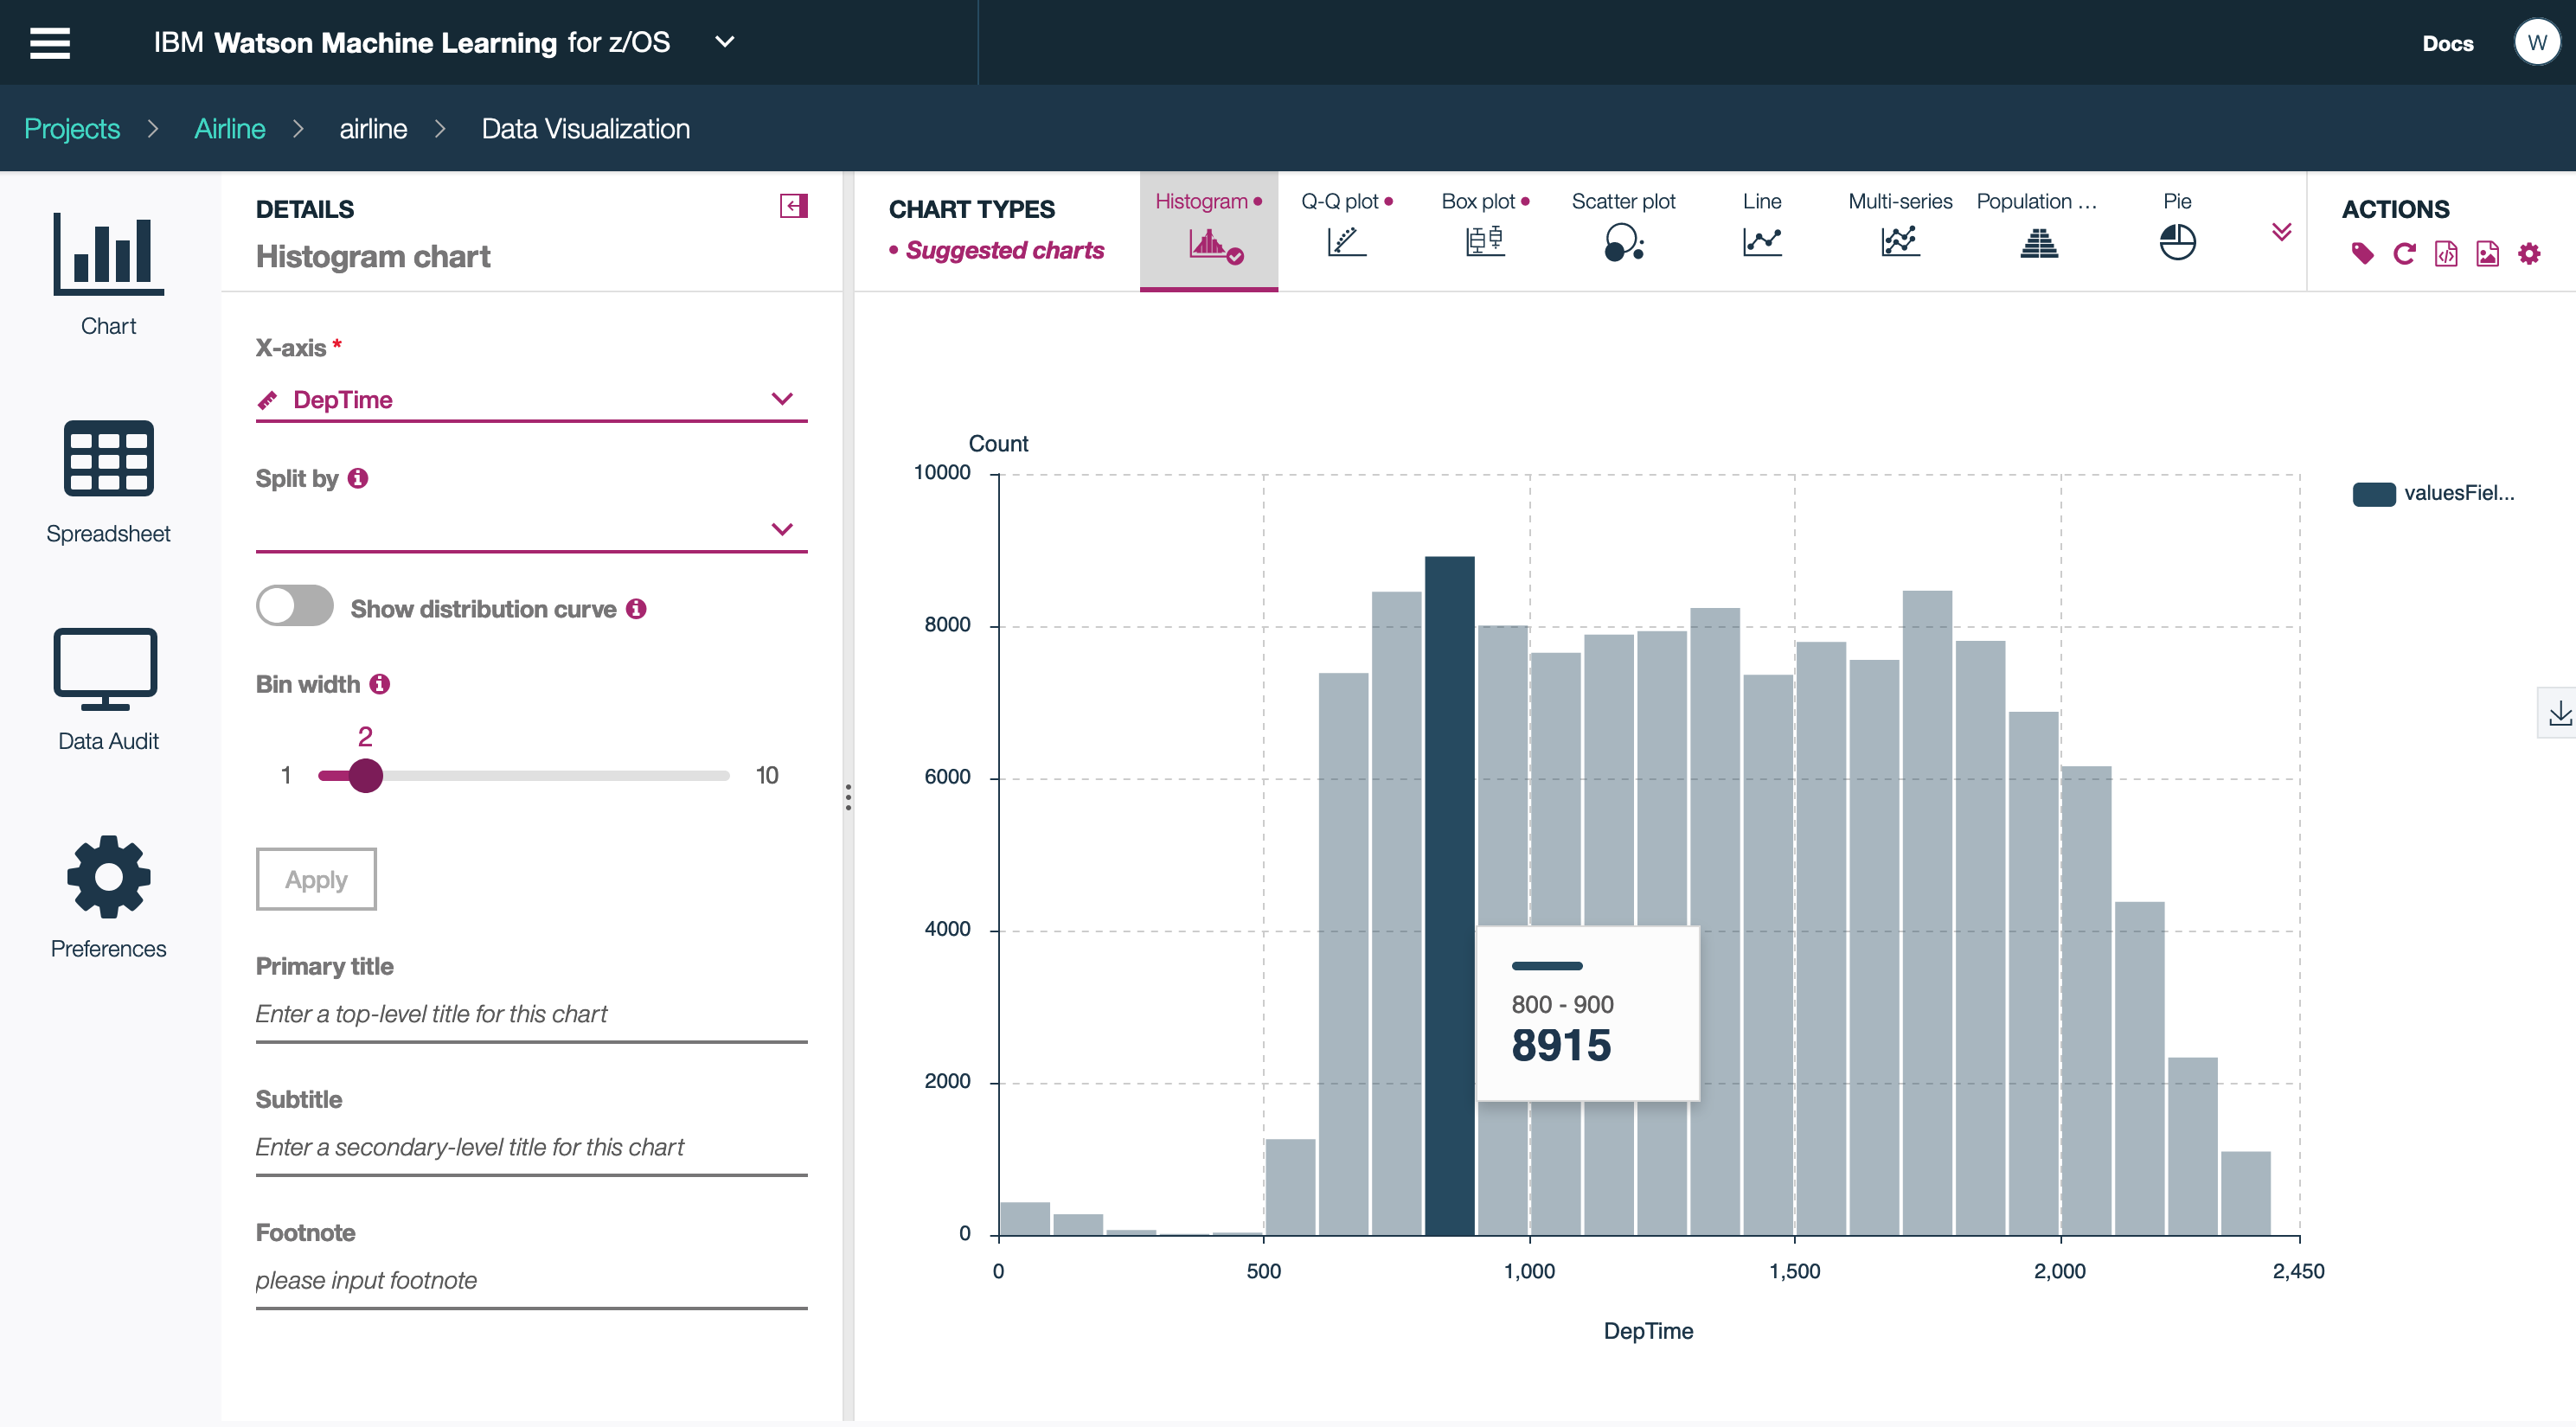 IBM Watson Machine Learning for z/OS
Docs
W
Projects > Airline > airline > Data Visualization
Chart
Spreadsheet
Data Audit
Preferences
DETAILS
Histogram chart
X-axis *
DepTime
Split by
Show distribution curve
Bin width
2
1
10
Apply
Primary title
Enter a top-level title for this chart
Subtitle
Enter a secondary-level title for this chart
Footnote
please input footnote
CHART TYPES
• Suggested charts
Histogram •
Q-Q plot •
Box plot •
Scatter plot
Line
Multi-series
Population ...
Pie
ACTIONS
Count
10000
8000
6000
4000
2000
0
0
500
1,000
1,500
2,000
2,450
DepTime
800 - 900
8915
valuesFiel...